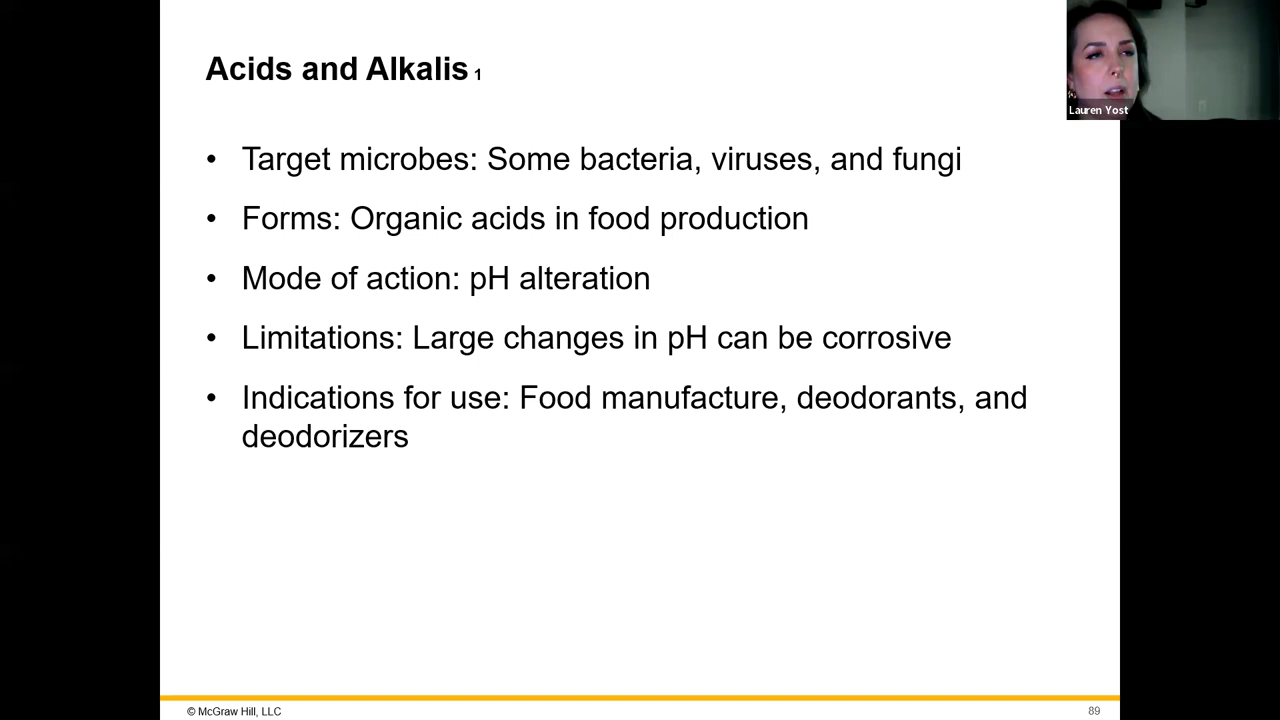 Acids and Alkalis 1
Lauren Yost
• Target microbes: Some bacteria, viruses, and fungi
• Forms: Organic acids in food production
• Mode of action: pH alteration
• Limitations: Large changes in pH can be corrosive
• Indications for use: Food manufacture, deodorants, and
deodorizers
© McGraw Hill, LLC
89